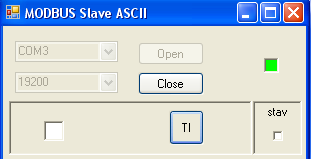 MODBUS Slave ASCII
COM3
Open
19200
Close
TI
stav